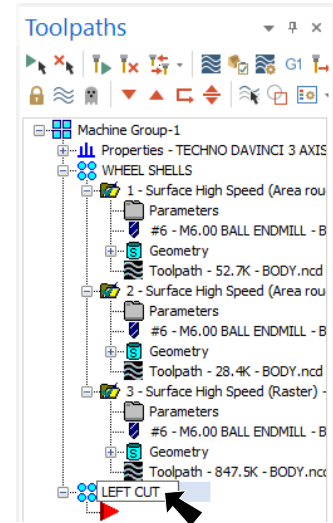 Toolpaths
G1
Machine Group-1
Properties - TECHNO DAVINCI 3 AXIS
WHEEL SHELLS
1 - Surface High Speed (Area rou
Parameters
#6 - M6.00 BALL ENDMILL - B
Geometry
Toolpath - 52.7K - BODY.ncd
2 - Surface High Speed (Area rou
Parameters
#6 - M6.00 BALL ENDMILL - B
Geometry
Toolpath - 28.4K - BODY.ncd
3 - Surface High Speed (Raster) -
Parameters
#6 - M6.00 BALL ENDMILL - B
Geometry
Toolpath - 847.5K - BODY.nc
LEFT CUT